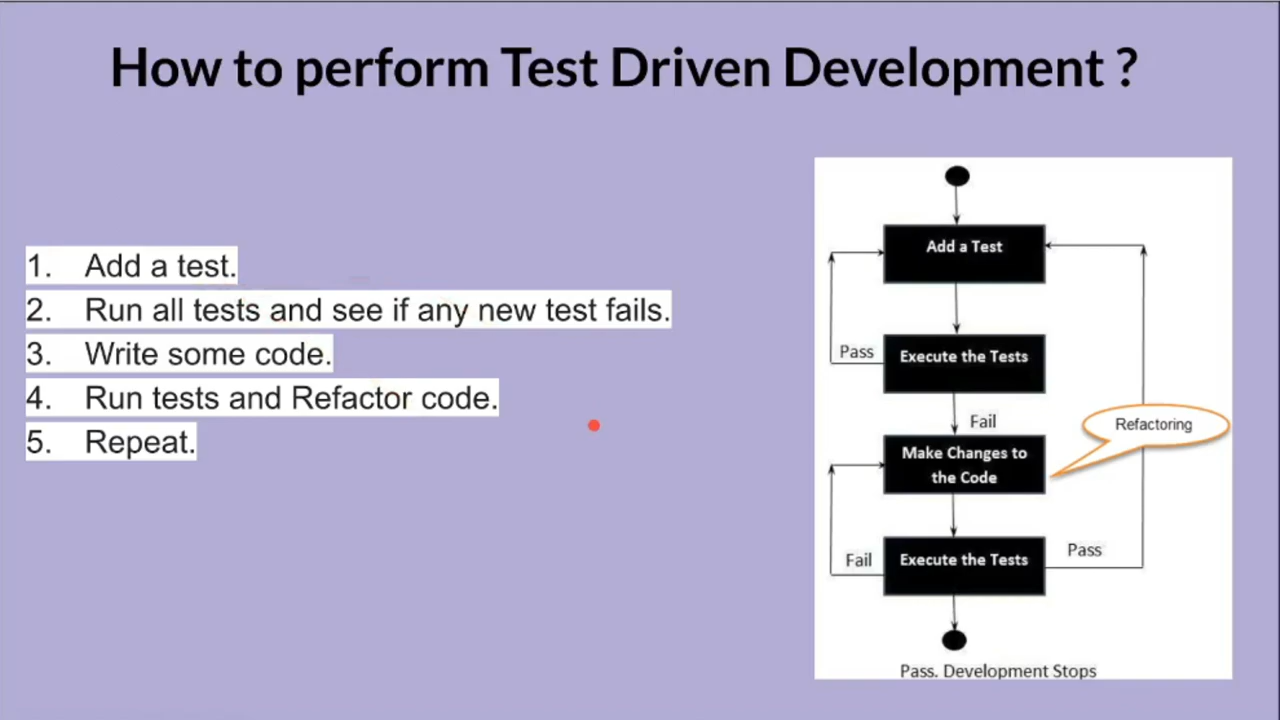 How to perform Test Driven Development ?
1. Add a test.
2. Run all tests and see if any new test fails.
3. Write some code.
4. Run tests and Refactor code.
5. Repeat.
Add a Test
Pass
Execute the Tests
Fail
Refactoring
Make Changes to
the Code
Fail
Execute the Tests
Pass
Pass. Development Stops